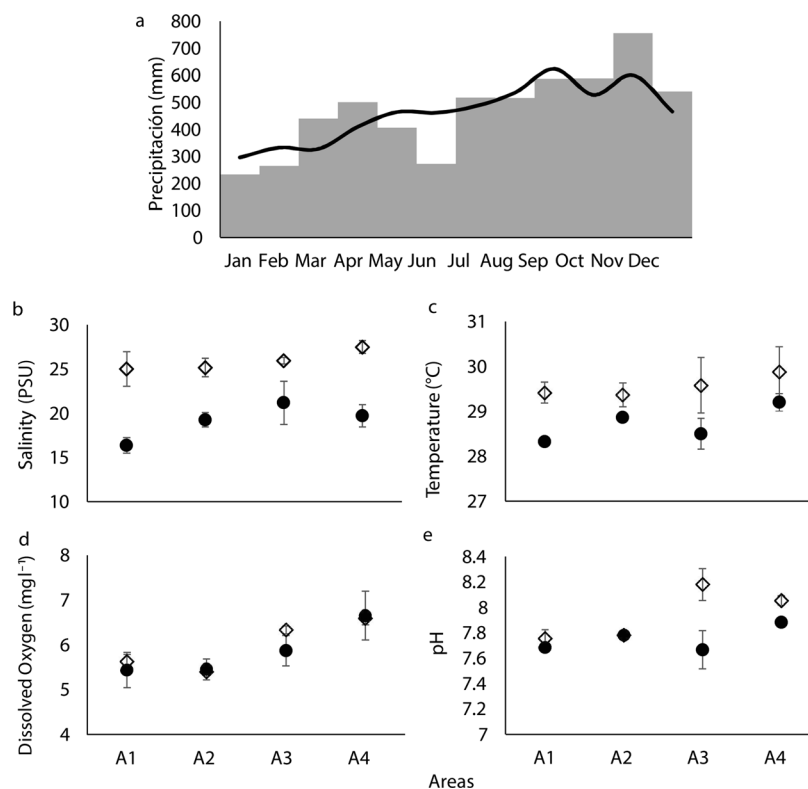 a
Precipitación (mm)
800
700
600
500
400
300
200
100
0
Jan Feb Mar Apr May Jun Jul Aug Sep Oct Nov Dec
b
Salinity (PSU)
30
25
20
15
10
c
Temperature (°C)
31
30
29
28
27
d
Dissolved Oxygen (mgl⁻¹)
8
7
6
5
4
A1 A2 A3 A4
e
pH
8.4
8.2
8
7.8
7.6
7.4
7.2
7
A1 A2 A3 A4
Areas